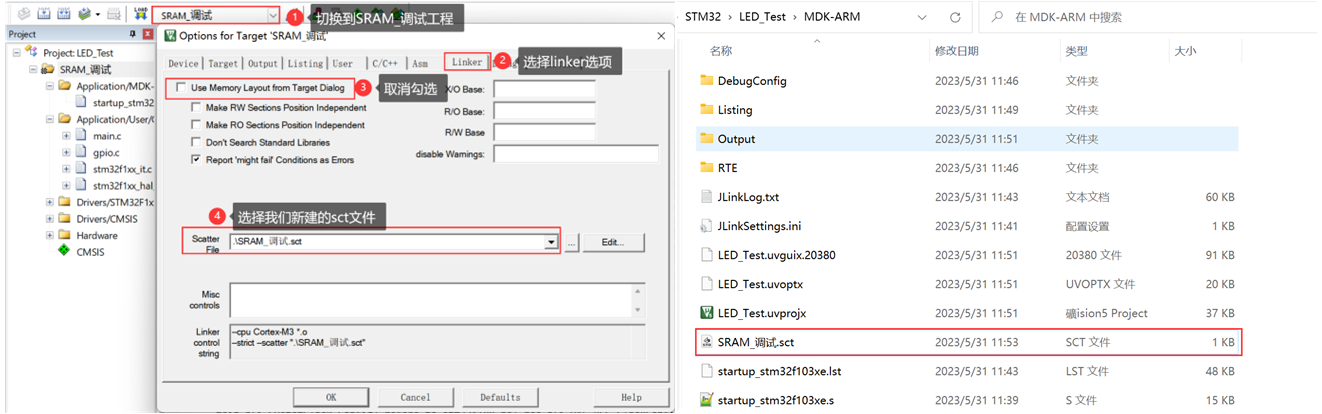 SRAM_调试
1 切换到SRAM_调试工程
Project
Project: LED_Test
SRAM_调试
Application/MDK-
startup_stm32
Application/User/C
main.c
gpio.c
stm32f1xx_it.c
stm32f1xx_hal_
Drivers/STM32F1x
Drivers/CMSIS
Hardware
CMSIS
Options for Target 'SRAM_调试'
Device Target Output Listing User C/C++ Asm Linker
2 选择linker选项
Use Memory Layout from Target Dialog
3 取消勾选
Make RW Sections Position Independent
Make RO Sections Position Independent
Don't Search Standard Libraries
Report 'might fail' Conditions as Errors
X/O Base:
R/O Base:
R/W Base
disable Warnings:
4 选择我们新建的sct文件
Scatter
File
.\SRAM_调试.sct
...
Edit...
Misc
controls
Linker
control
string
--cpu Cortex-M3 *.o
--strict --scatter ".\SRAM_调试.sct"
OK Cancel Defaults Help
STM32 › LED_Test › MDK-ARM
在 MDK-ARM 中搜索
名称 修改日期 类型 大小
DebugConfig 2023/5/31 11:46 文件夹
Listing 2023/5/31 11:49 文件夹
Output 2023/5/31 11:51 文件夹
RTE 2023/5/31 11:46 文件夹
JLinkLog.txt 2023/5/31 11:43 文本文档 60 KB
JLinkSettings.ini 2023/5/31 11:43 配置设置 1 KB
LED_Test.uvguix.20380 2023/5/31 11:51 20380 文件 91 KB
LED_Test.uvoptx 2023/5/31 11:51 UVOPTX 文件 20 KB
LED_Test.uvprojx 2023/5/31 11:51 礦ision5 Project 37 KB
SRAM_调试.sct 2023/5/31 11:53 SCT 文件 1 KB
startup_stm32f103xe.lst 2023/5/31 11:43 LST 文件 48 KB
startup_stm32f103xe.s 2023/5/31 11:39 S 文件 15 KB